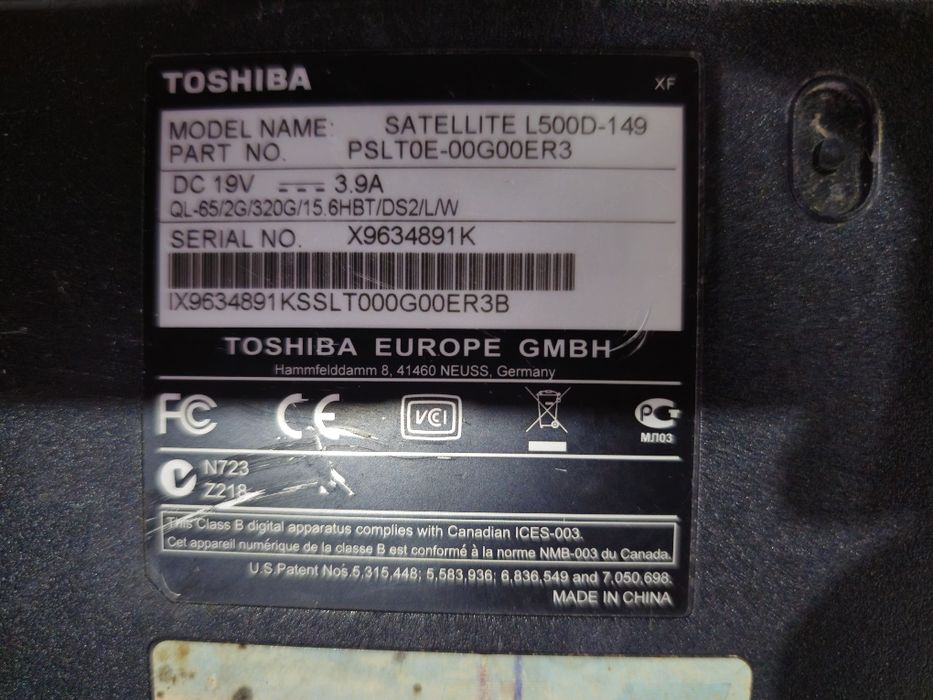 TOSHIBA
XF
MODEL NAME: SATELLITE L500D-149
PART NO. PSLT0E-00G00ER3
DC 19V 3.9A
QL-65/2G/320G/15.6HBT/DS2/L/W
SERIAL NO. X9634891K
IX9634891KSSLT000G00ER3B
TOSHIBA EUROPE GMBH
Hammfelddamm 8, 41460 NEUSS, Germany
FC CE VCI PCT
МЛ03
N723
Z218
This Class B digital apparatus complies with Canadian ICES-003.
Cet appareil numérique de la classe B est conformé à la norme NMB-003 du Canada.
U.S.Patent Nos.5,315,448; 5,583,936; 6,836,549 and 7,050,698.
MADE IN CHINA